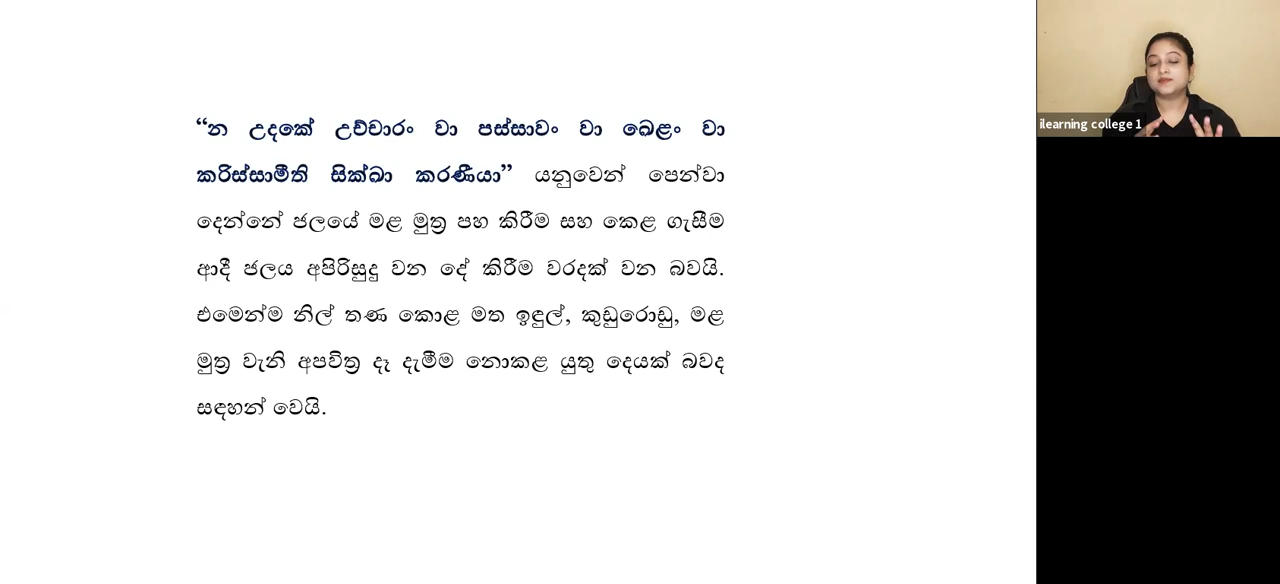 “න උදකේ උච්චාරං වා පස්සාවං වා ඛෙළං වා
කරිස්සාමීති සික්ඛා කරණීයා” යනුවෙන් පෙන්වා
දෙන්නේ ජලයේ මළ මුත්‍ර පහ කිරීම සහ කෙළ ගැසීම
ආදී ජලය අපිරිසුදු වන දේ කිරීම වරදක් වන බවයි.
එමෙන්ම නිල් තණ කොළ මත ඉඳුල්, කුඩුරොඩු, මළ
මුත්‍ර වැනි අපවිත්‍ර දෑ දැමීම නොකළ යුතු දෙයක් බවද
සඳහන් වෙයි.
ilearning college 1